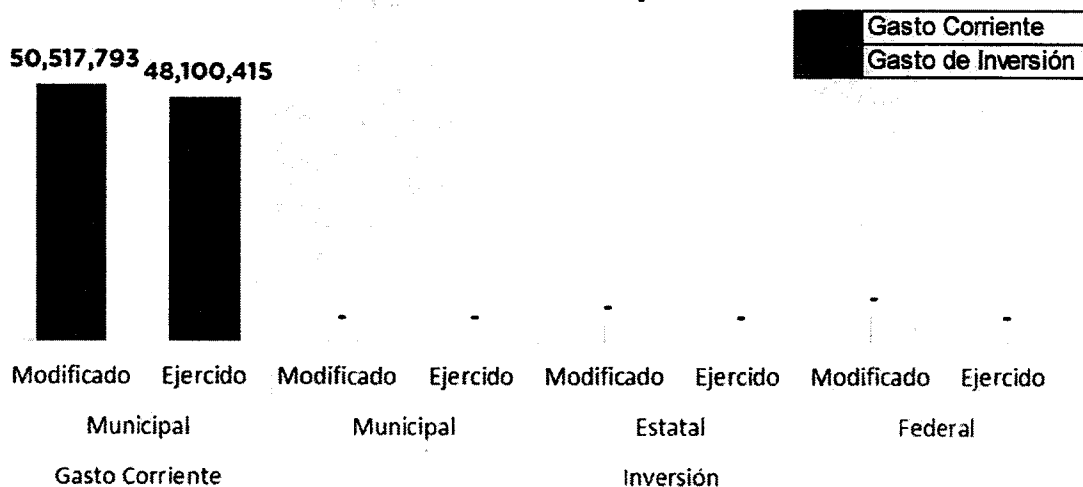 Gasto Corriente
Gasto de Inversión
50,517,793 48,100,415
- - - - - -
Modificado Ejercido Modificado Ejercido Modificado Ejercido Modificado Ejercido
Municipal Municipal Estatal Federal
Gasto Corriente Inversión